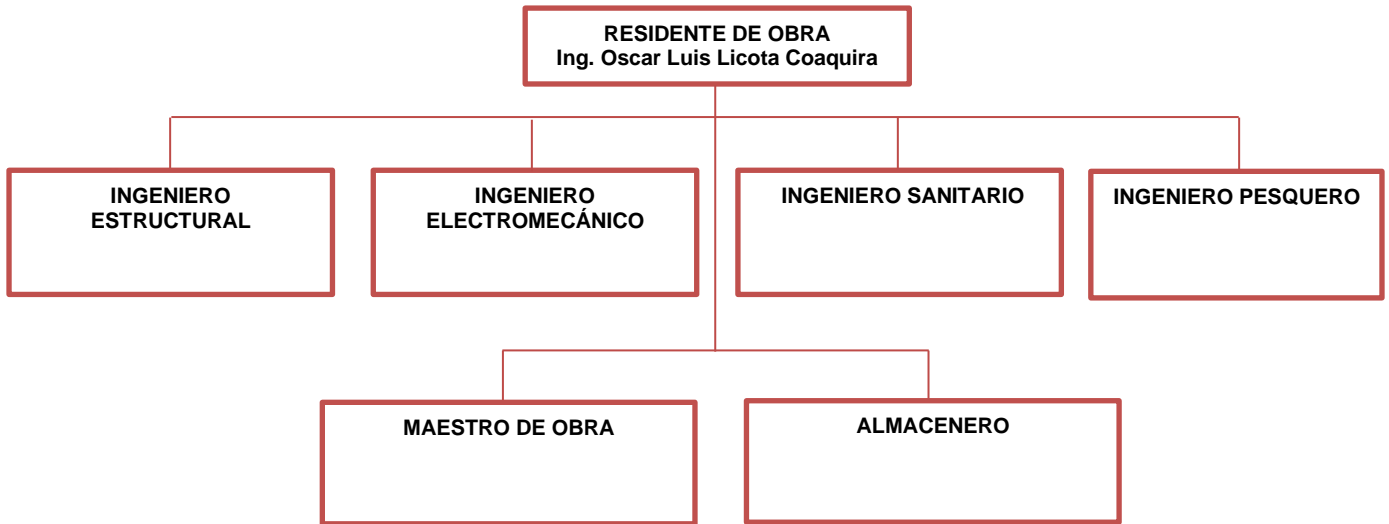 RESIDENTE DE OBRA
Ing. Oscar Luis Licota Coaquira
INGENIERO
ESTRUCTURAL
INGENIERO
ELECTROMECÁNICO
INGENIERO SANITARIO
INGENIERO PESQUERO
MAESTRO DE OBRA
ALMACENERO